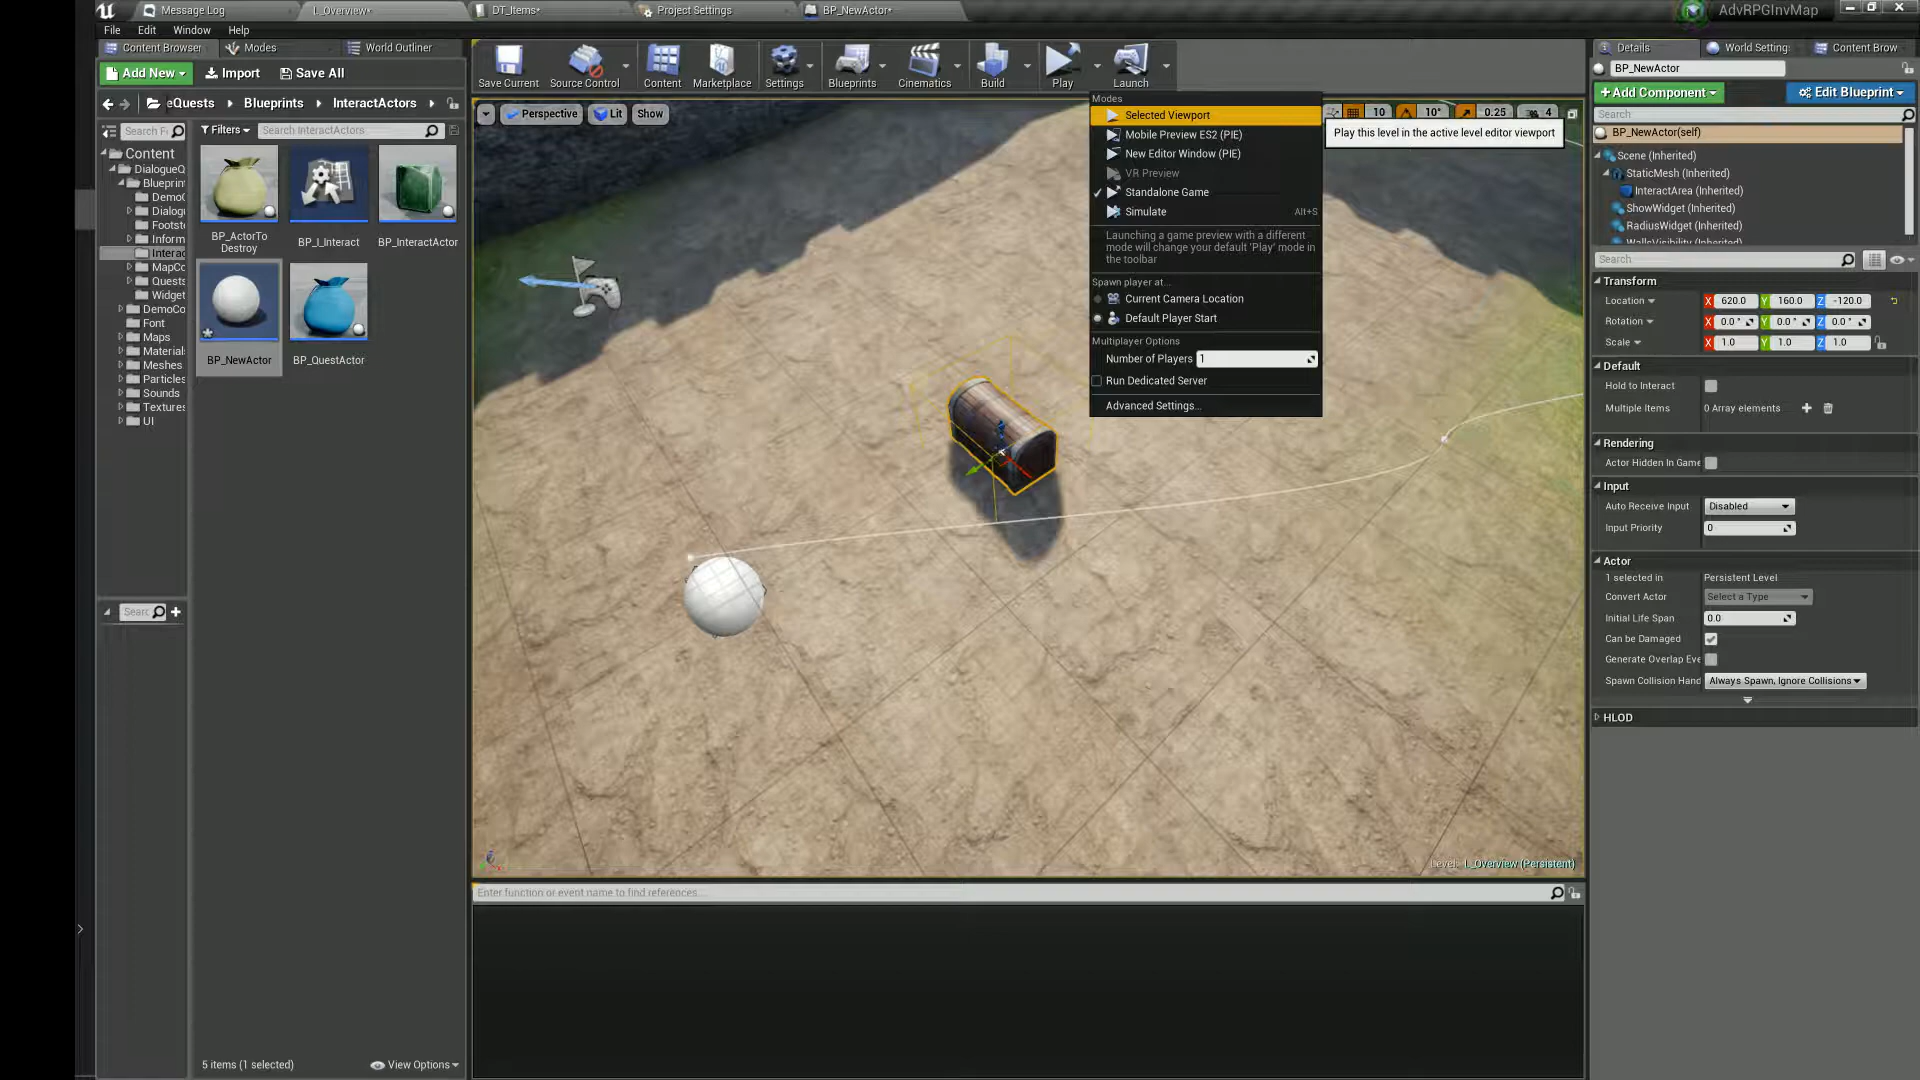 Message Log
L_Overview*
DT_Items*
Project Settings
BP_NewActor*
AdvRPGInvMap
File Edit Window Help
Content Browser
Modes
World Outliner
Add New
Import
Save All
eQuests
Blueprints
InteractActors
Filters
Search InteractActors
Content
DialogueQ
Blueprint
DemoC
Dialogu
Footste
Inform
Interac
MapCo
Quests
Widget
DemoCo
Font
Maps
Materials
Meshes
Particles
Sounds
Textures
UI
BP_ActorTo
Destroy
BP_I_Interact
BP_InteractActor
BP_NewActor
BP_QuestActor
5 items (1 selected)
View Options
Save Current
Source Control
Content
Marketplace
Settings
Blueprints
Cinematics
Build
Play
Launch
Perspective
Lit
Show
10
10°
0.25
4
Modes
Selected Viewport
Mobile Preview ES2 (PIE)
New Editor Window (PIE)
VR Preview
Standalone Game
Simulate Alt+S
Launching a game preview with a different
mode will change your default 'Play' mode in
the toolbar
Spawn player at...
Current Camera Location
Default Player Start
Multiplayer Options
Number of Players 1
Run Dedicated Server
Advanced Settings...
Play this level in the active level editor viewport
Level: L_Overview (Persistent)
Enter function or event name to find references...
Details
World Setting:
Content Brow
BP_NewActor
+Add Component
Edit Blueprint
Search
BP_NewActor(self)
Scene (Inherited)
StaticMesh (Inherited)
InteractArea (Inherited)
ShowWidget (Inherited)
RadiusWidget (Inherited)
WallsVisibility (Inherited)
Search
Transform
Location X 620.0 Y 160.0 Z -120.0
Rotation X 0.0 ° Y 0.0 ° Z 0.0 °
Scale X 1.0 Y 1.0 Z 1.0
Default
Hold to Interact
Multiple Items 0 Array elements
Rendering
Actor Hidden In Game
Input
Auto Receive Input Disabled
Input Priority 0
Actor
1 selected in Persistent Level
Convert Actor Select a Type
Initial Life Span 0.0
Can be Damaged
Generate Overlap Eve
Spawn Collision Hand Always Spawn, Ignore Collisions
HLOD